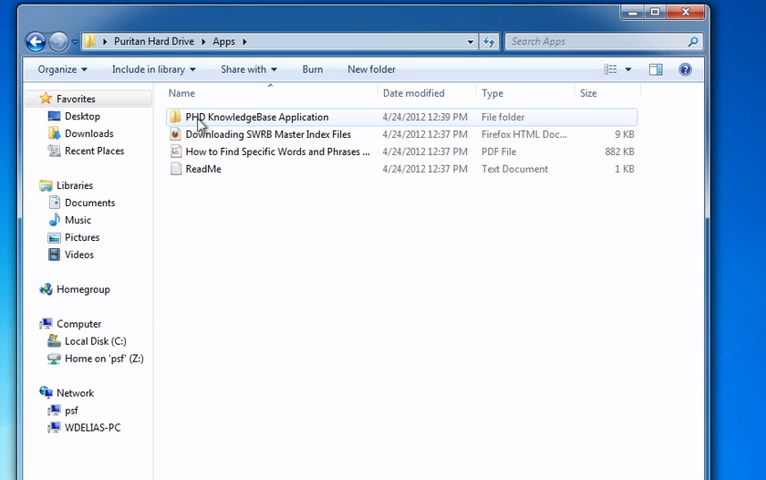 Puritan Hard Drive Apps
Search Apps
Organize Include in library Share with Burn New folder
Name Date modified Type Size
Favorites
Desktop
Downloads
Recent Places
Libraries
Documents
Music
Pictures
Videos
Homegroup
Computer
Local Disk (C:)
Home on 'psf' (Z:)
Network
psf
WDELIAS-PC
PHD KnowledgeBase Application 4/24/2012 12:39 PM File folder
Downloading SWRB Master Index Files 4/24/2012 12:37 PM Firefox HTML Doc... 9 KB
How to Find Specific Words and Phrases ... 4/24/2012 12:37 PM PDF File 882 KB
ReadMe 4/24/2012 12:37 PM Text Document 1 KB